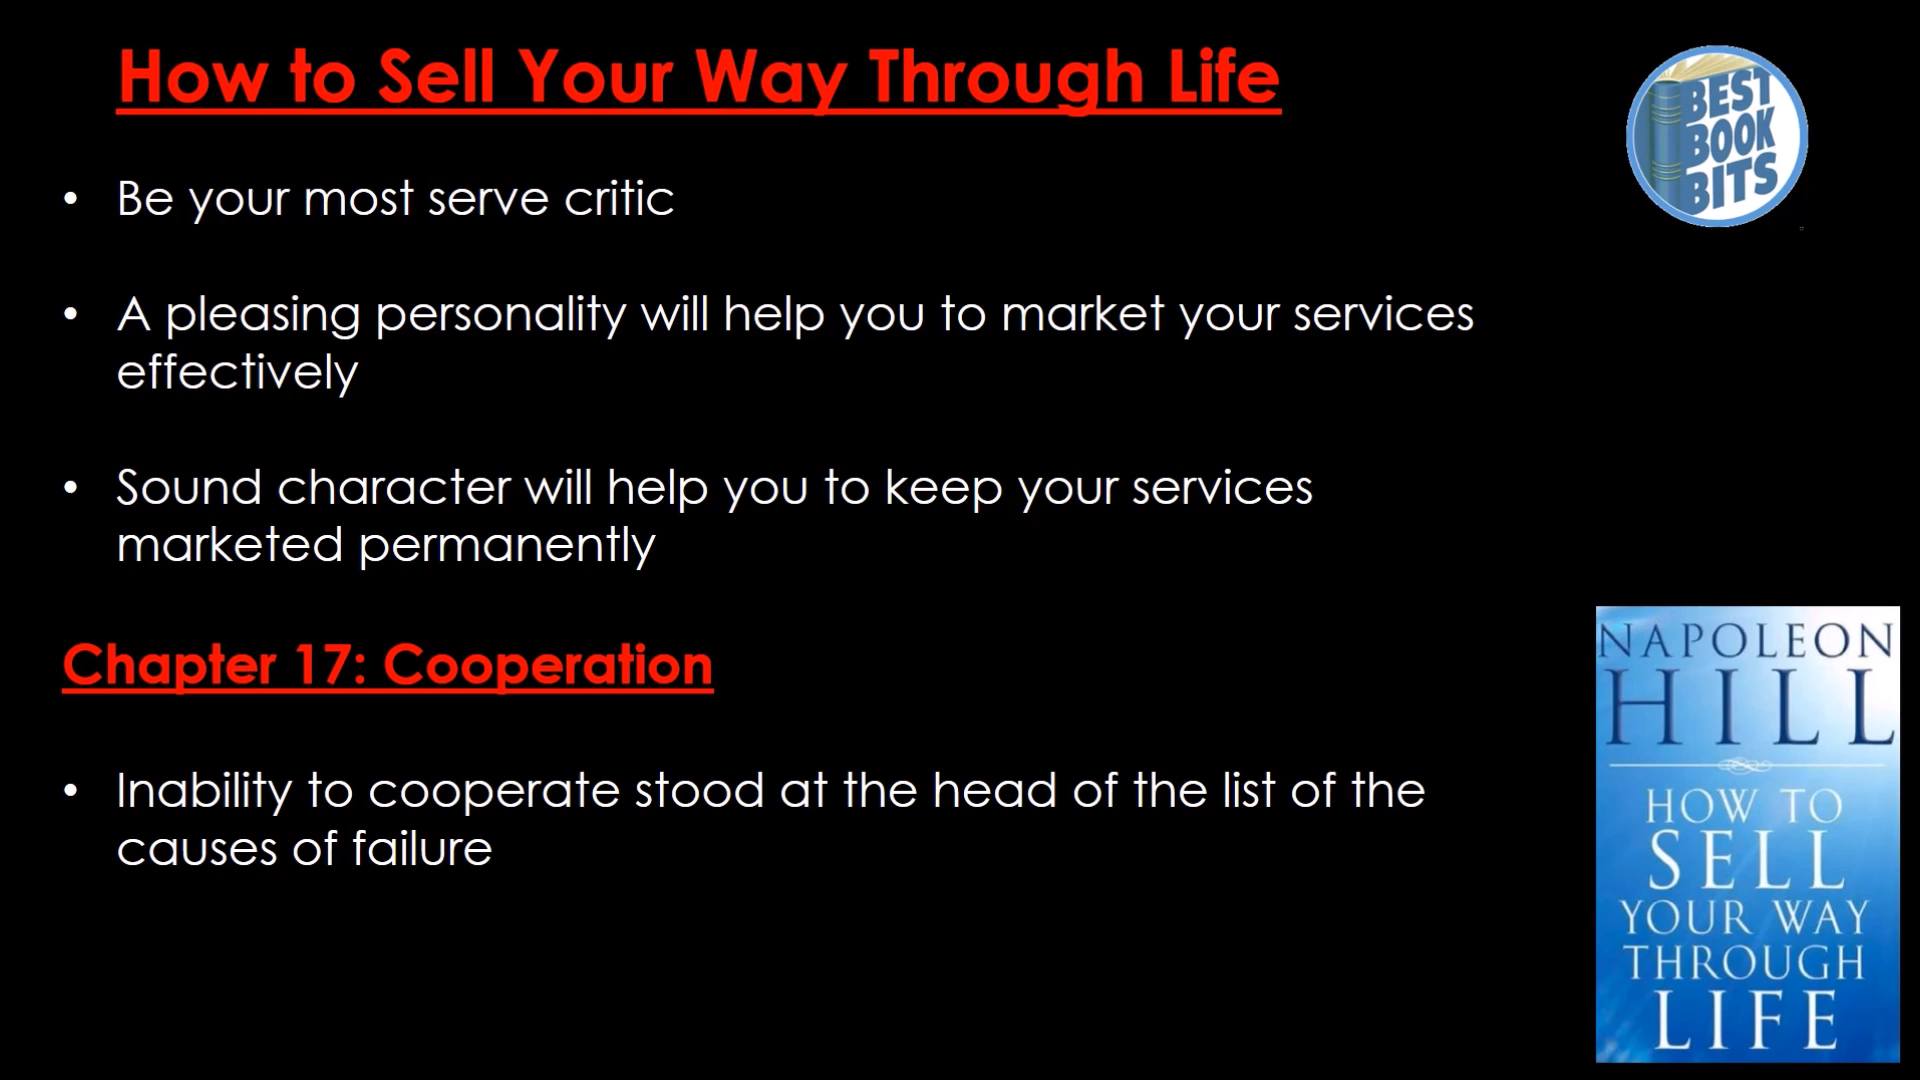 How to Sell Your Way Through Life
BEST
BOOK
BITS
• Be your most serve critic
• A pleasing personality will help you to market your services
effectively
• Sound character will help you to keep your services
marketed permanently
Chapter 17: Cooperation
• Inability to cooperate stood at the head of the list of the
causes of failure
NAPOLEON
HILL
HOW TO
SELL
YOUR WAY
THROUGH
LIFE